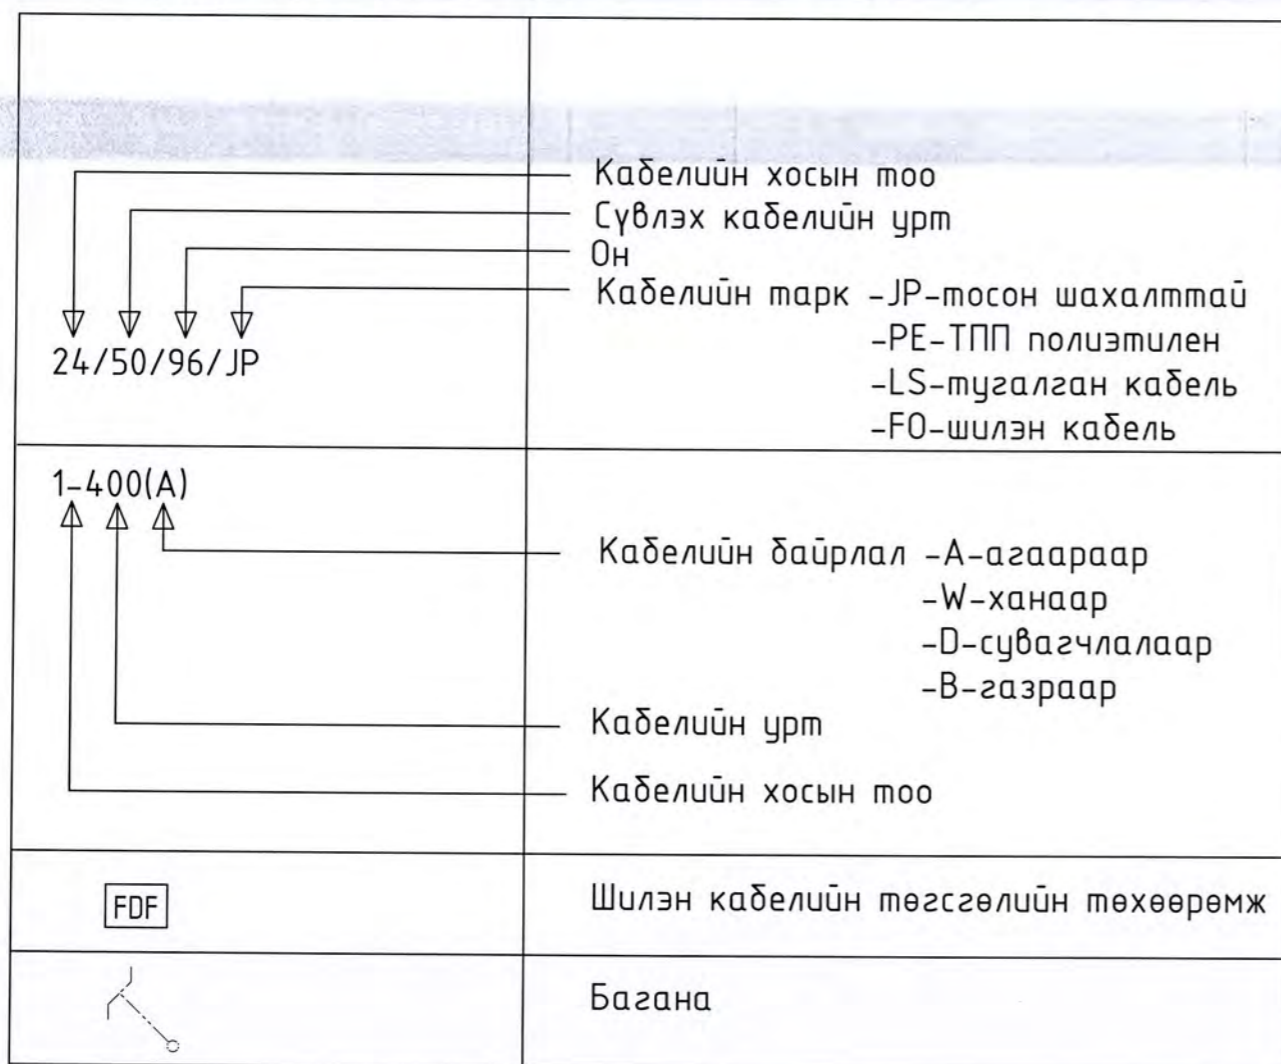 Кабелийн хосын тоо
Сүвлэх кабелийн урт
Он
Кабелийн тарк -JP-тосон шахалттай
-PE-ТПП полиэтилен
-LS-тугалган кабель
-FO-шилэн кабель
24/50/96/JP
1-400(A)
Кабелийн байрлал -A-агаараар
-W-ханаар
-D-сувагчлалаар
-B-газраар
Кабелийн урт
Кабелийн хосын тоо
FDF
Шилэн кабелийн төгсгөлийн төхөөрөмж
Багана